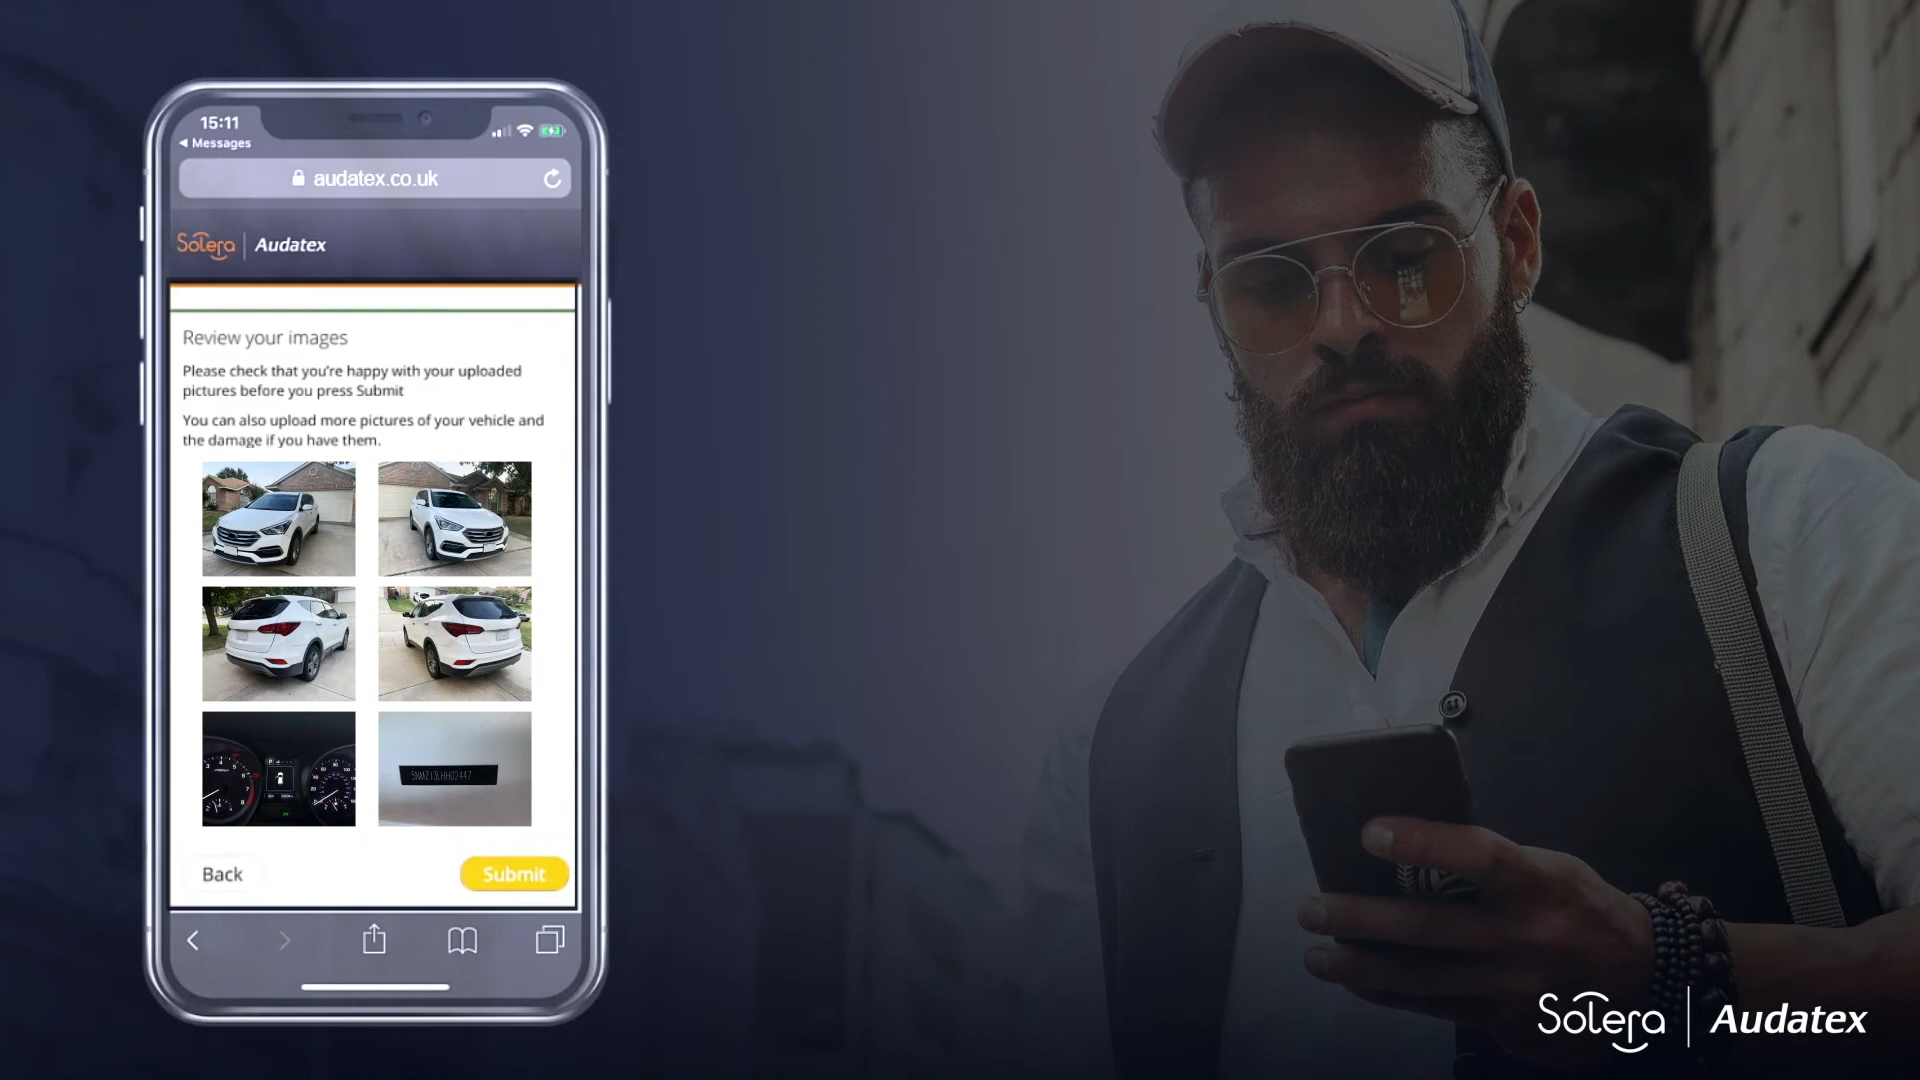 15:11
Messages
audatex.co.uk
Solera | Audatex
Review your images
Please check that you're happy with your uploaded
pictures before you press Submit
You can also upload more pictures of your vehicle and
the damage if you have them.
Back
Submit
Solera | Audatex